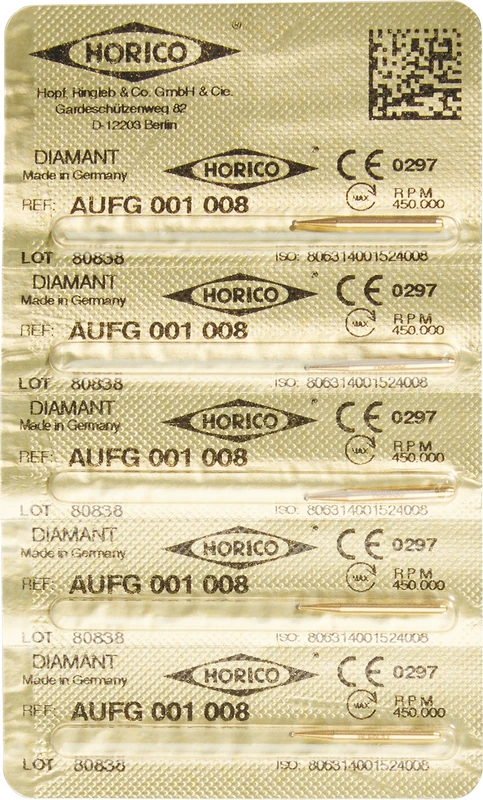 HORICO ®
Hopf, Ringleb & Co. GmbH & Cie.
Gardeschützenweg 82
D-12203 Berlin
DIAMANT HORICO ® CE 0297
Made in Germany
MAX RPM
REF: AUFG 001 008 450.000
LOT 80838 ISO: 806314001524008
DIAMANT HORICO ® CE 0297
Made in Germany
MAX RPM
REF: AUFG 001 008 450.000
LOT 80838 ISO: 806314001524008
DIAMANT HORICO ® CE 0297
Made in Germany
MAX RPM
REF: AUFG 001 008 450.000
LOT 80838 ISO: 806314001524008
DIAMANT HORICO ® CE 0297
Made in Germany
MAX RPM
REF: AUFG 001 008 450.000
LOT 80838 ISO: 806314001524008
DIAMANT HORICO ® CE 0297
Made in Germany
MAX RPM
REF: AUFG 001 008 450.000
LOT 80838 ISO: 806314001524008